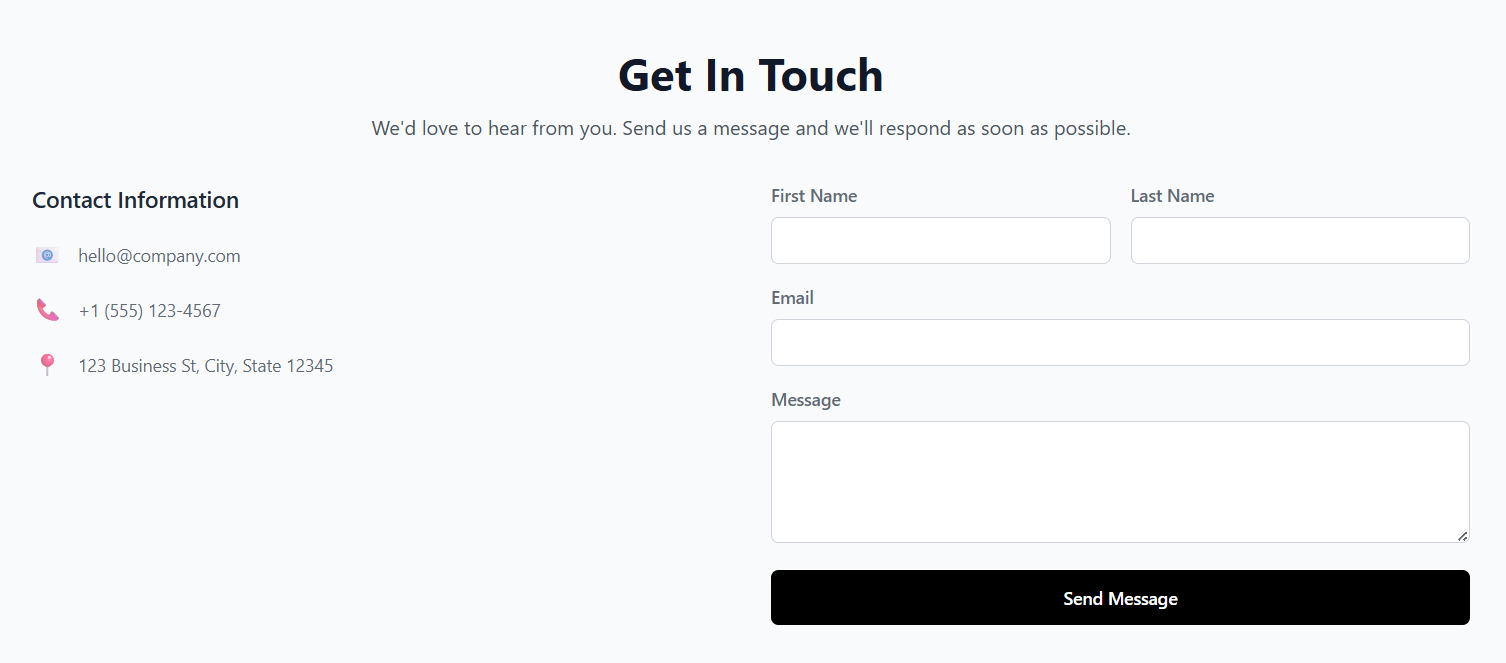 Get In Touch
We'd love to hear from you. Send us a message and we'll respond as soon as possible.
Contact Information
hello@company.com
+1 (555) 123-4567
123 Business St, City, State 12345
First Name
Last Name
Email
Message
Send Message